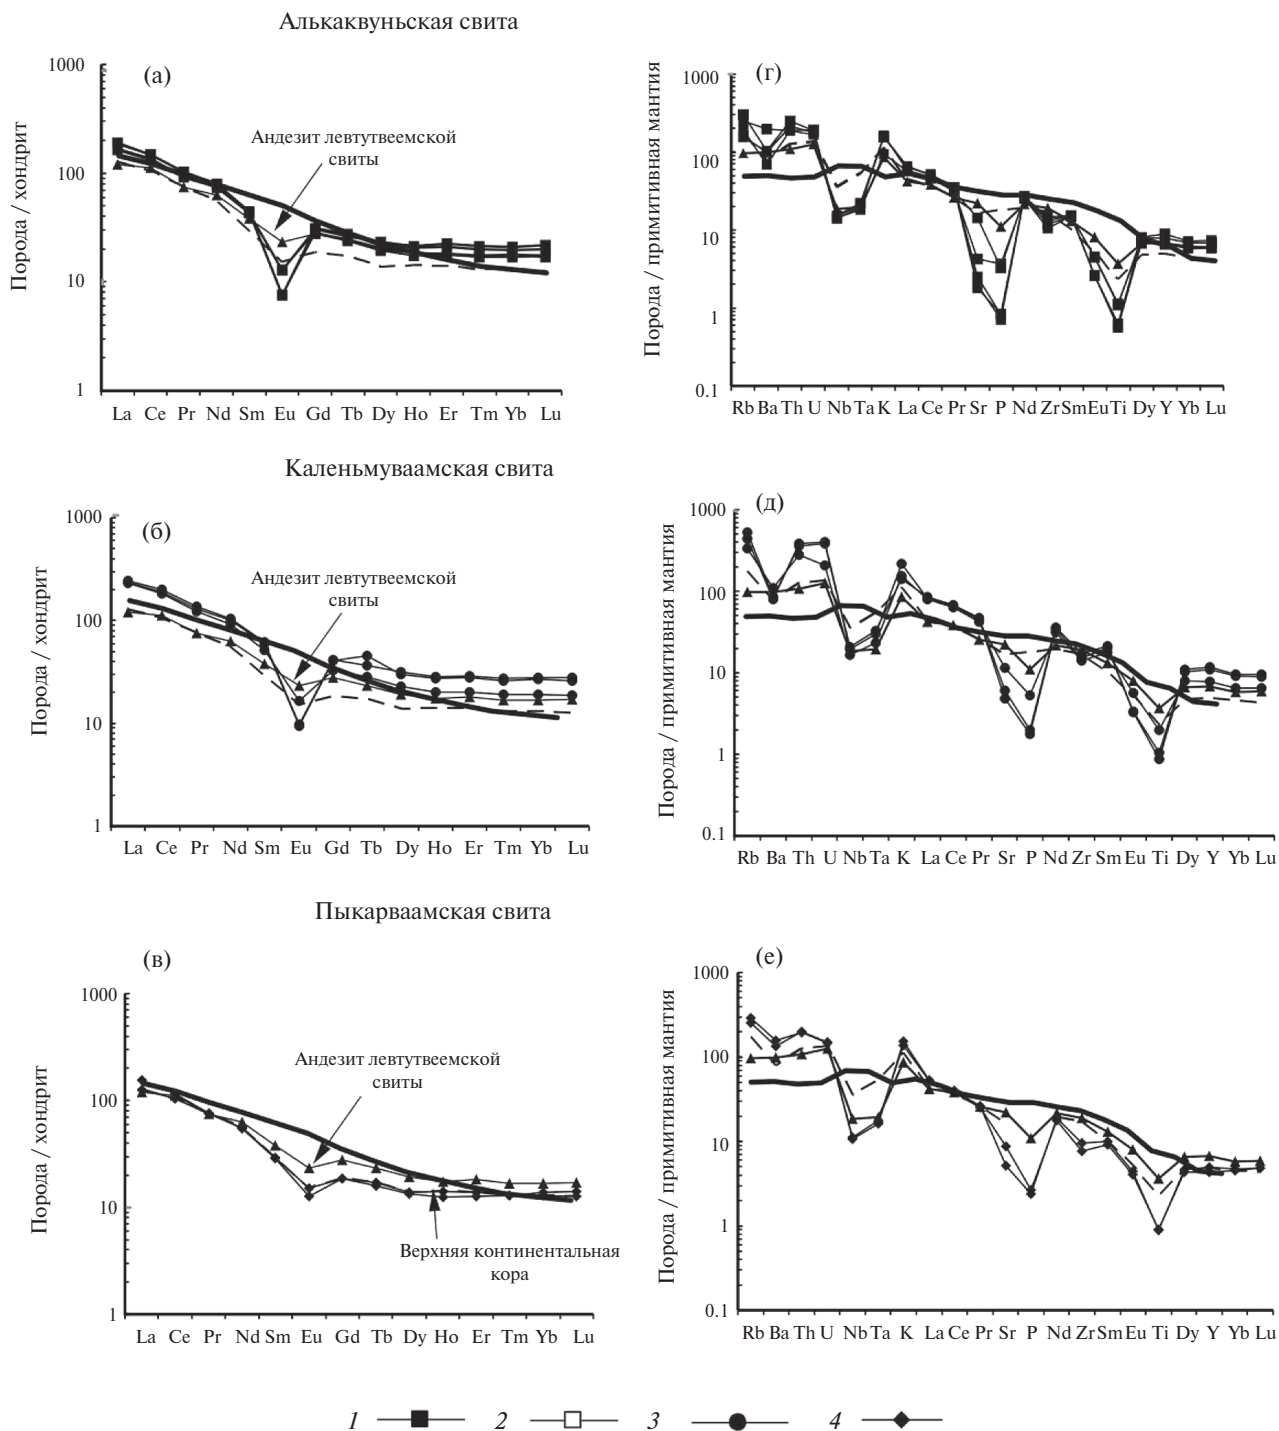 Алькаквуньская свита
(а)
Порода / хондрит
1000
100
10
1
Андезит левтутвеемской
свиты
La Ce Pr Nd Sm Eu Gd Tb Dy Ho Er Tm Yb Lu
(г)
Порода / примитивная мантия
1000
100
10
1
0.1
Rb Ba Th U Nb Ta K La Ce Pr Sr P Nd Zr Sm Eu Ti Dy Y Yb Lu
Каленьмуваамская свита
(б)
Порода / хондрит
1000
100
10
1
Андезит левтутвеемской
свиты
La Ce Pr Nd Sm Eu Gd Tb Dy Ho Er Tm Yb Lu
(д)
Порода / примитивная мантия
1000
100
10
1
0.1
Rb Ba Th U Nb Ta K La Ce Pr Sr P Nd Zr Sm Eu Ti Dy Y Yb Lu
Пыкарваамская свита
(в)
Порода / хондрит
1000
100
10
1
Андезит левтутвеемской
свиты
Верхняя континентальная
кора
La Ce Pr Nd Sm Eu Gd Tb Dy Ho Er Tm Yb Lu
(е)
Порода / примитивная мантия
1000
100
10
1
0.1
Rb Ba Th U Nb Ta K La Ce Pr Sr P Nd Zr Sm Eu Ti Dy Y Yb Lu
1 2 3 4